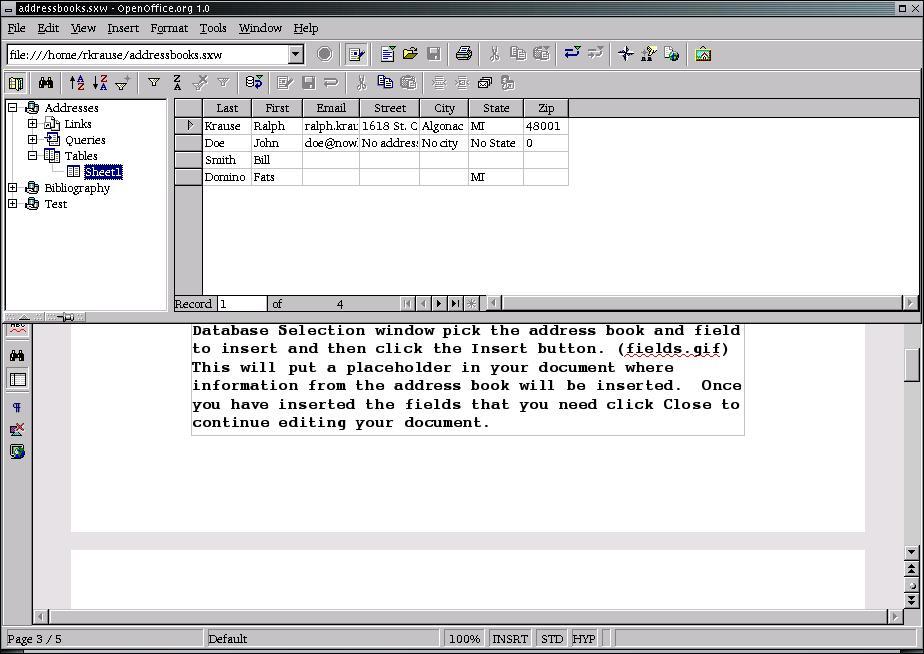 addressbooks.sxw - OpenOffice.org 1.0
File Edit View Insert Format Tools Window Help
file:///home/rkrause/addressbooks.sxw
Addresses
Links
Queries
Tables
Sheet1
Bibliography
Test
Last First Email Street City State Zip
Krause Ralph ralph.krau 1618 St. C Algonac MI 48001
Doe John doe@now. No address No city No State 0
Smith Bill
Domino Fats MI
Record 1 of 4
Database Selection window pick the address book and field
to insert and then click the Insert button. (fields.gif)
This will put a placeholder in your document where
information from the address book will be inserted. Once
you have inserted the fields that you need click Close to
continue editing your document.
Page 3 / 5 Default 100% INSRT STD HYP